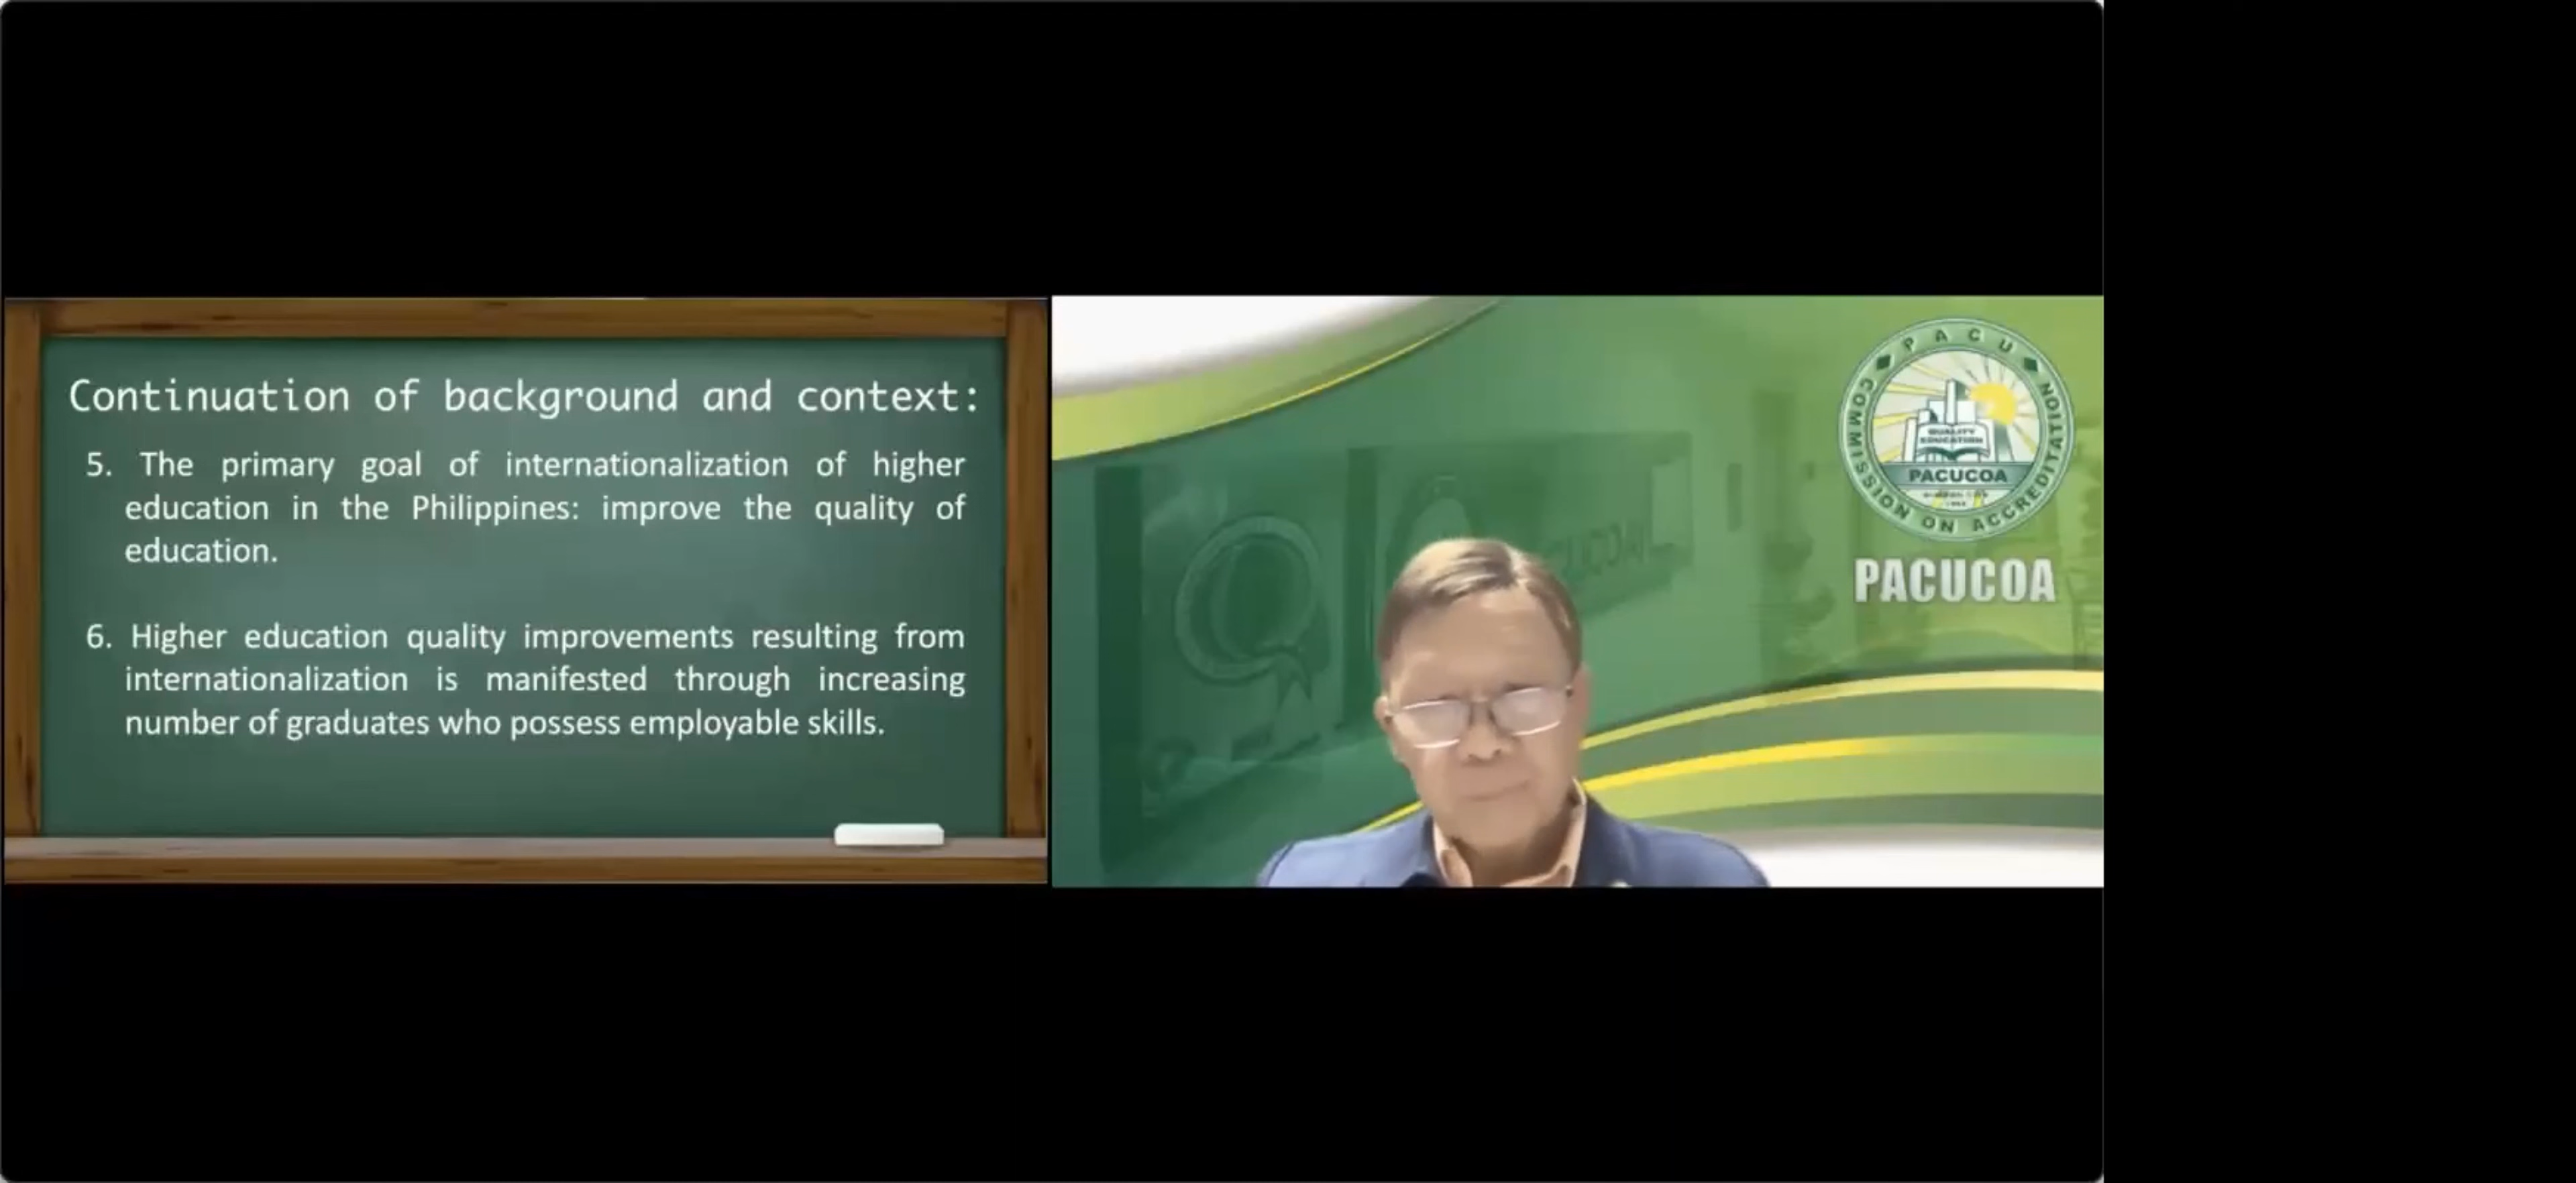 Continuation of background and context:
5. The primary goal of internationalization of higher
education in the Philippines: improve the quality of
education.
6. Higher education quality improvements resulting from
internationalization is manifested through increasing
number of graduates who possess employable skills.
PACU
COMMISSION ON ACCREDITATION
QUALITY
EDUCATION
PACUCOA
PACUCOA